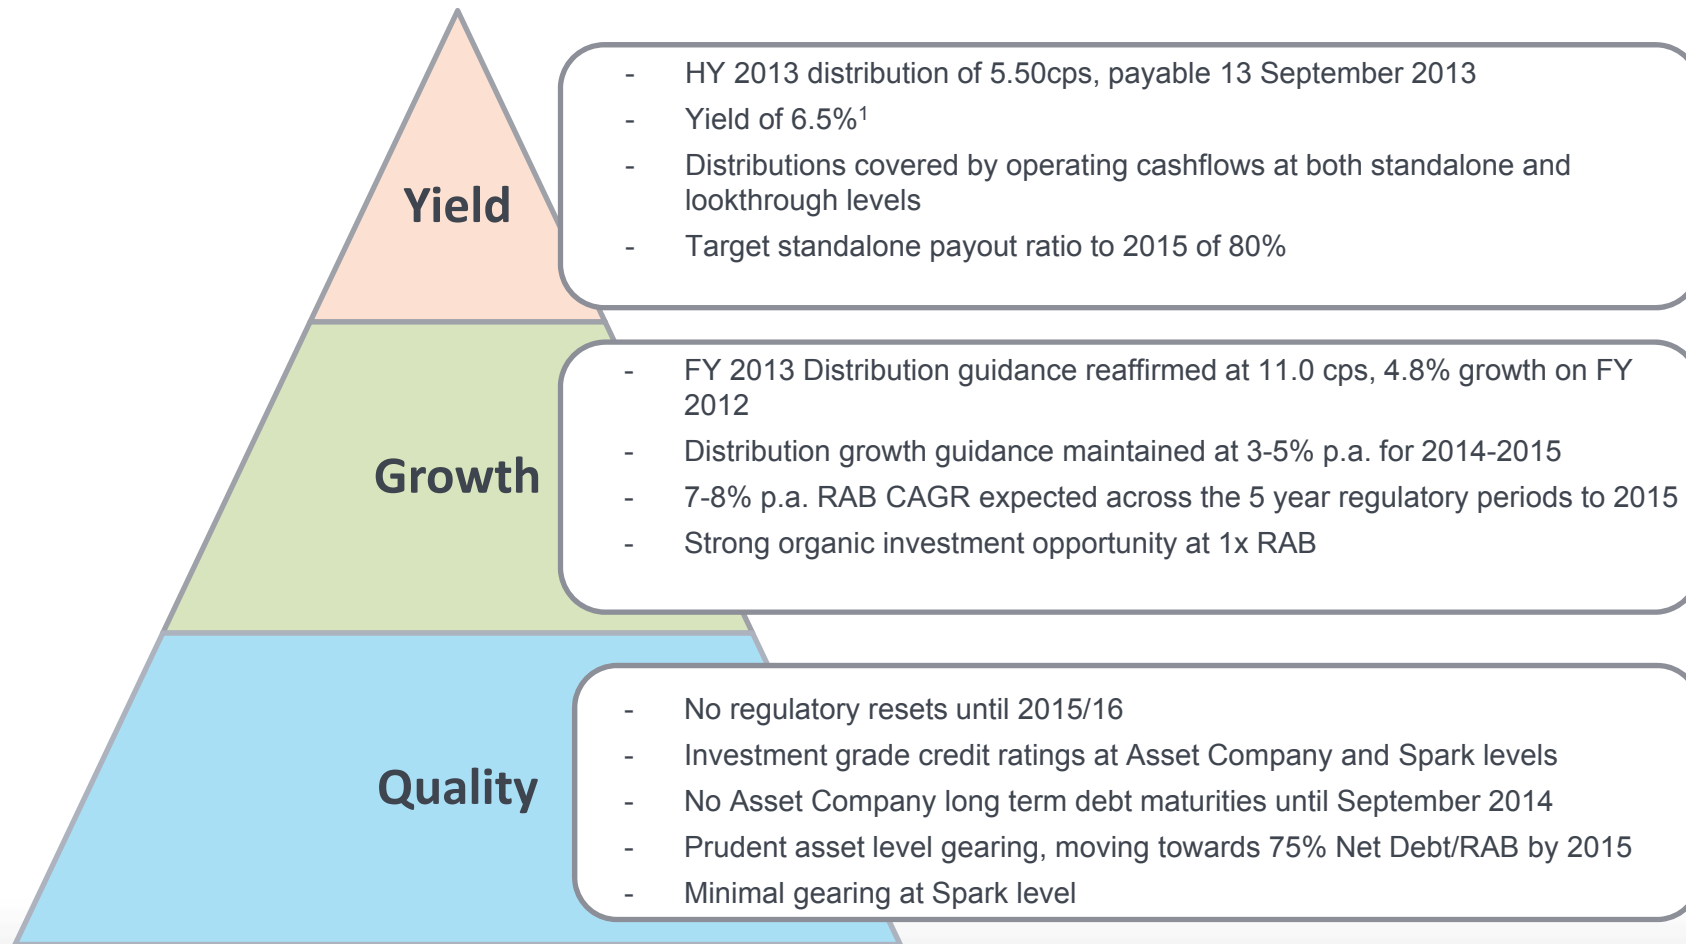 Yield
- HY 2013 distribution of 5.50cps, payable 13 September 2013
- Yield of 6.5%¹
- Distributions covered by operating cashflows at both standalone and
lookthrough levels
- Target standalone payout ratio to 2015 of 80%
Growth
- FY 2013 Distribution guidance reaffirmed at 11.0 cps, 4.8% growth on FY
2012
- Distribution growth guidance maintained at 3-5% p.a. for 2014-2015
- 7-8% p.a. RAB CAGR expected across the 5 year regulatory periods to 2015
- Strong organic investment opportunity at 1x RAB
Quality
- No regulatory resets until 2015/16
- Investment grade credit ratings at Asset Company and Spark levels
- No Asset Company long term debt maturities until September 2014
- Prudent asset level gearing, moving towards 75% Net Debt/RAB by 2015
- Minimal gearing at Spark level